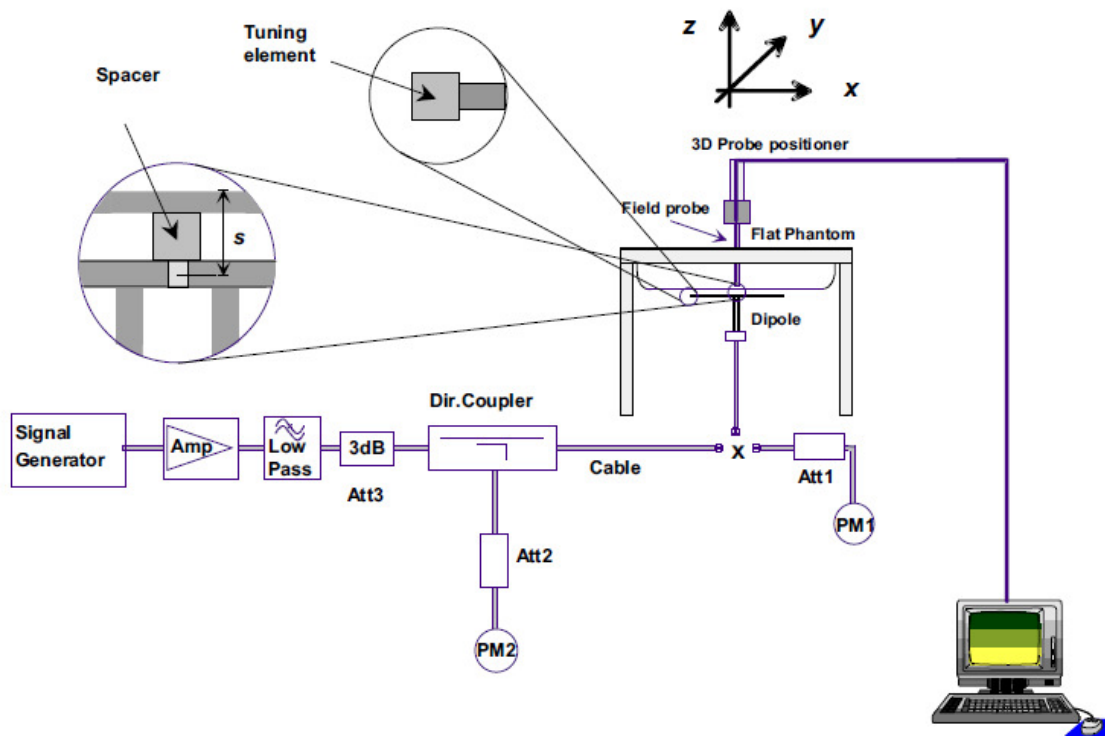 Tuning
element
Spacer
z
y
x
3D Probe positioner
Field probe
Flat Phantom
s
Dipole
Dir.Coupler
Signal
Generator
Amp
Low
Pass
3dB
Att3
Cable
x
Att1
PM1
Att2
PM2